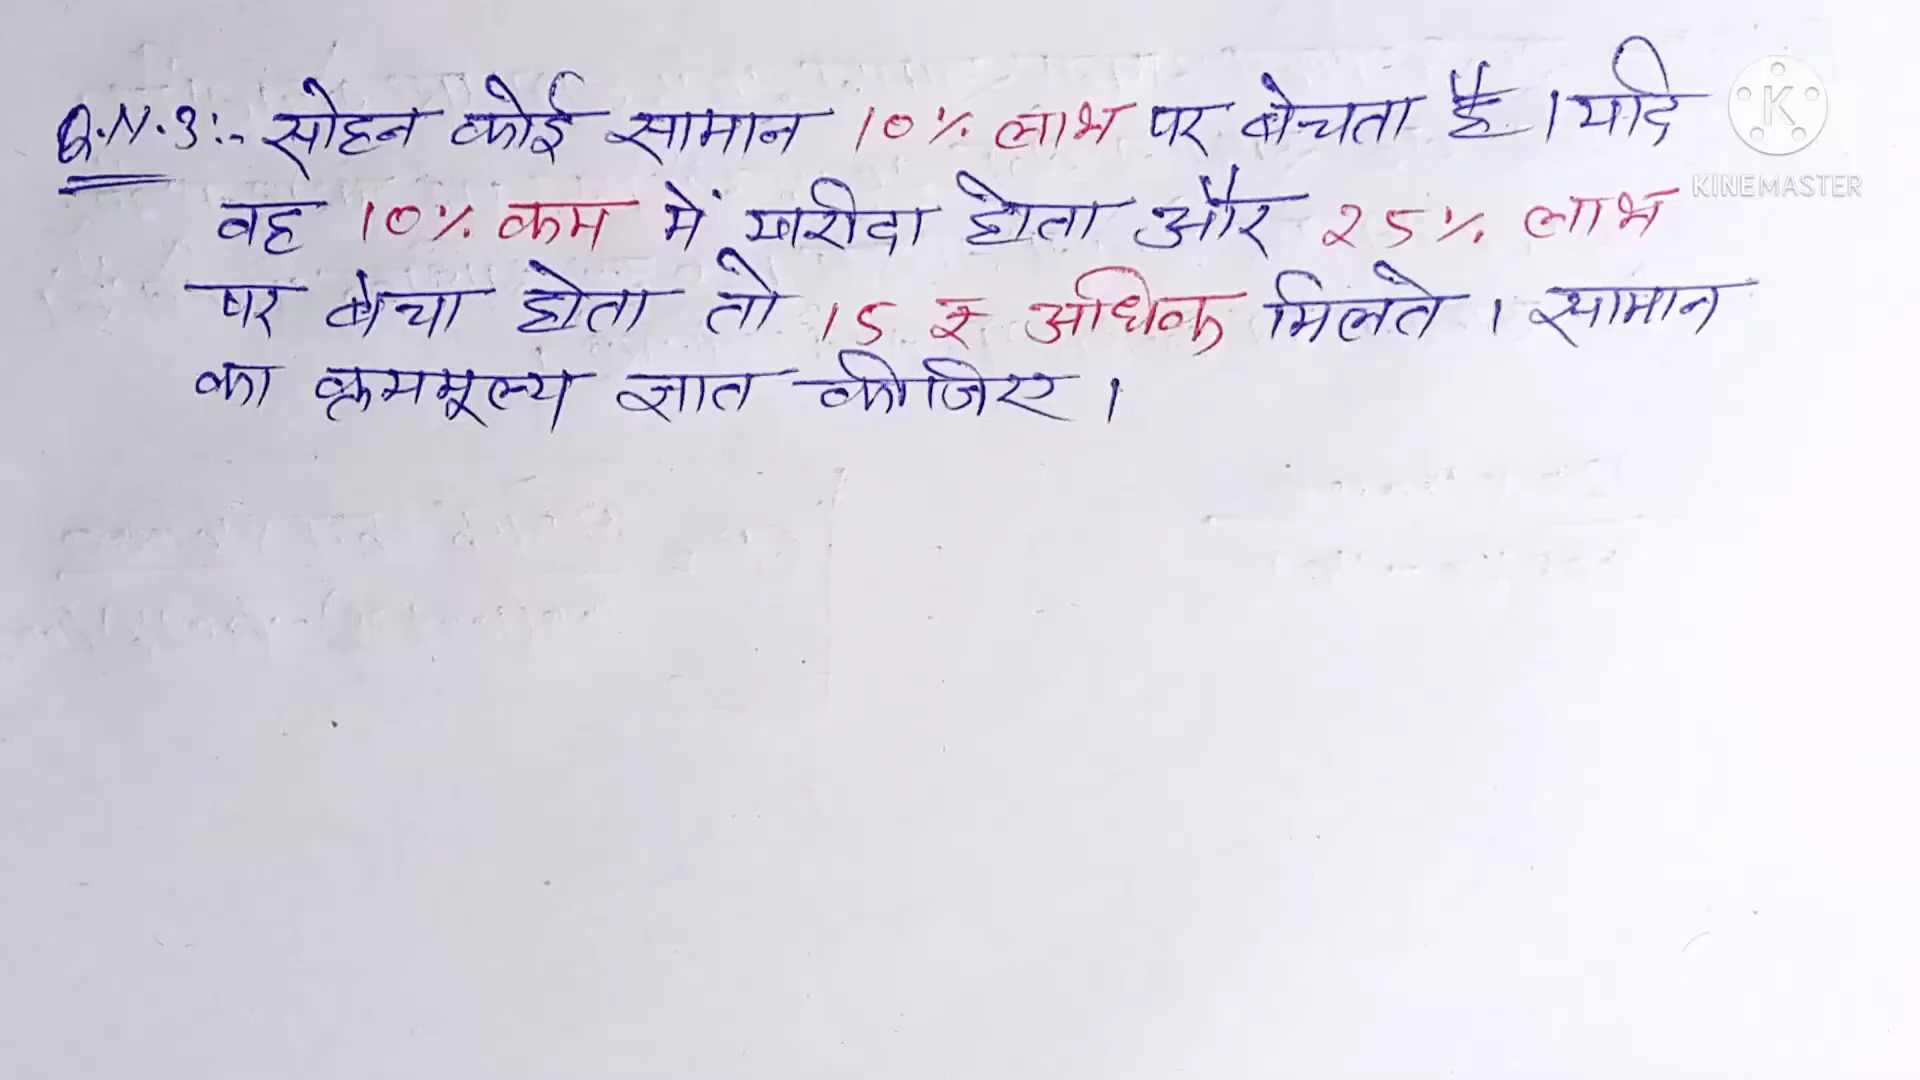 Q.N.3:- सोहन कोई सामान 10% लाभ पर बेचता है । यदि
वह 10% कम में खरीदा होता और 25% लाभ
पर बेचा होता तो 15 ₹ अधिक मिलते । सामान
का क्रयमूल्य ज्ञात कीजिए ।
KINEMASTER